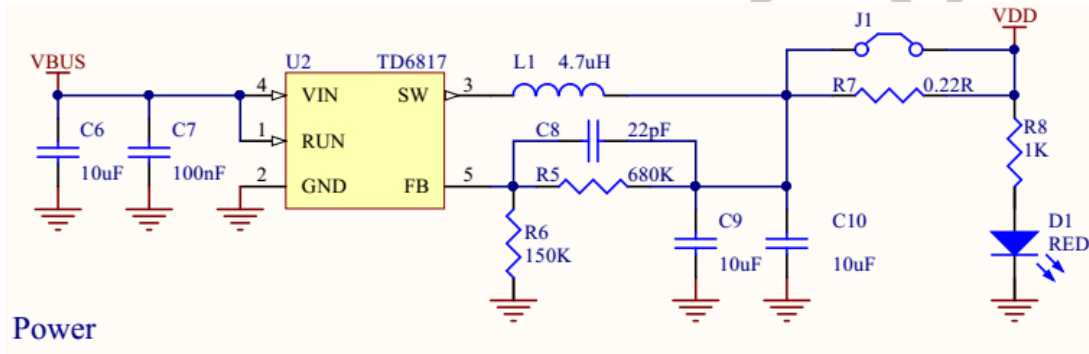 J1
VDD
VBUS
U2 TD6817 L1 4.7uH
4 VIN SW 3
R7 0.22R
C6 C7
1 RUN
C8 22pF
R8
1K
10uF 100nF
2 GND FB 5
R5 680K
R6
150K
C9 C10
D1
RED
10uF 10uF
Power